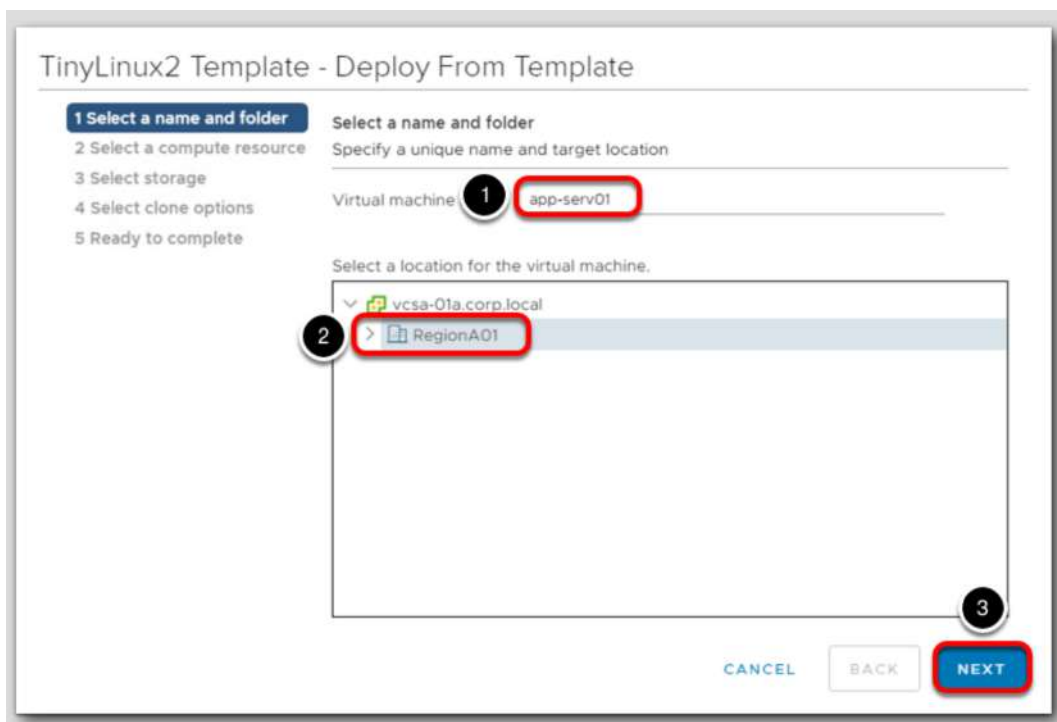 TinyLinux2 Template - Deploy From Template
1 Select a name and folder
2 Select a compute resource
3 Select storage
4 Select clone options
5 Ready to complete
Select a name and folder
Specify a unique name and target location
Virtual machine 1 app-serv01
Select a location for the virtual machine.
vcsa-01a.corp.local
2 RegionA01
3
CANCEL BACK NEXT